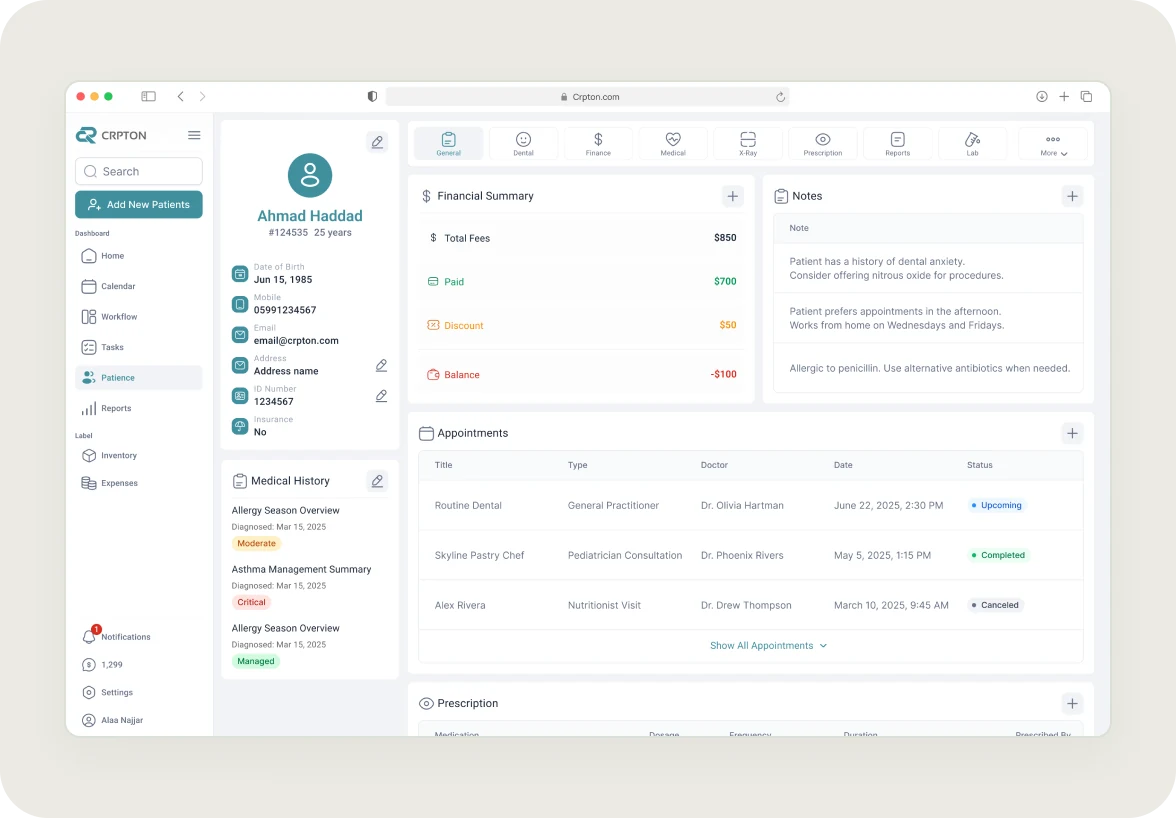 Crpton.com
CRPTON
Search
Add New Patients
Dashboard
Home
Calendar
Workflow
Tasks
Patience
Reports
Label
Inventory
Expenses
1
Notifications
$ 1,299
Settings
Alaa Najjar
Ahmad Haddad
#124535 25 years
Date of Birth
Jun 15, 1985
Mobile
05991234567
Email
email@crpton.com
Address
Address name
ID Number
1234567
Insurance
No
Medical History
Allergy Season Overview
Diagnosed: Mar 15, 2025
Moderate
Asthma Management Summary
Diagnosed: Mar 15, 2025
Critical
Allergy Season Overview
Diagnosed: Mar 15, 2025
Managed
General
Dental
$ Finance
Medical
X-Ray
Prescription
Reports
Lab
More
$ Financial Summary
$ Total Fees $850
Paid $700
Discount $50
Balance -$100
Notes
Note
Patient has a history of dental anxiety.
Consider offering nitrous oxide for procedures.
Patient prefers appointments in the afternoon.
Works from home on Wednesdays and Fridays.
Allergic to penicillin. Use alternative antibiotics when needed.
Appointments
Title Type Doctor Date Status
Routine Dental General Practitioner Dr. Olivia Hartman June 22, 2025, 2:30 PM Upcoming
Skyline Pastry Chef Pediatrician Consultation Dr. Phoenix Rivers May 5, 2025, 1:15 PM Completed
Alex Rivera Nutritionist Visit Dr. Drew Thompson March 10, 2025, 9:45 AM Canceled
Show All Appointments
Prescription
Medication Dosage Frequency Duration Prescribed By